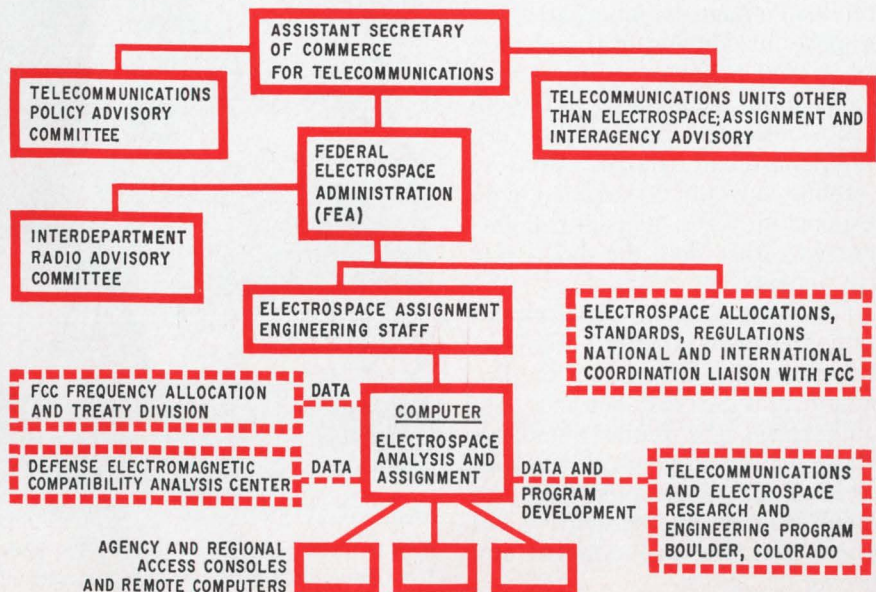 ASSISTANT SECRETARY
OF COMMERCE
FOR TELECOMMUNICATIONS
TELECOMMUNICATIONS
POLICY ADVISORY
COMMITTEE
TELECOMMUNICATIONS UNITS OTHER
THAN ELECTROSPACE; ASSIGNMENT AND
INTERAGENCY ADVISORY
FEDERAL
ELECTROSPACE
ADMINISTRATION
(FEA)
INTERDEPARTMENT
RADIO ADVISORY
COMMITTEE
ELECTROSPACE ASSIGNMENT
ENGINEERING STAFF
ELECTROSPACE ALLOCATIONS,
STANDARDS, REGULATIONS
NATIONAL AND INTERNATIONAL
COORDINATION LIAISON WITH FCC
FCC FREQUENCY ALLOCATION
AND TREATY DIVISION
DATA
COMPUTER
ELECTROSPACE
ANALYSIS AND
ASSIGNMENT
DEFENSE ELECTROMAGNETIC
COMPATIBILITY ANALYSIS CENTER
DATA
DATA AND
PROGRAM
DEVELOPMENT
TELECOMMUNICATIONS
AND ELECTROSPACE
RESEARCH AND
ENGINEERING PROGRAM
BOULDER, COLORADO
AGENCY AND REGIONAL
ACCESS CONSOLES
AND REMOTE COMPUTERS